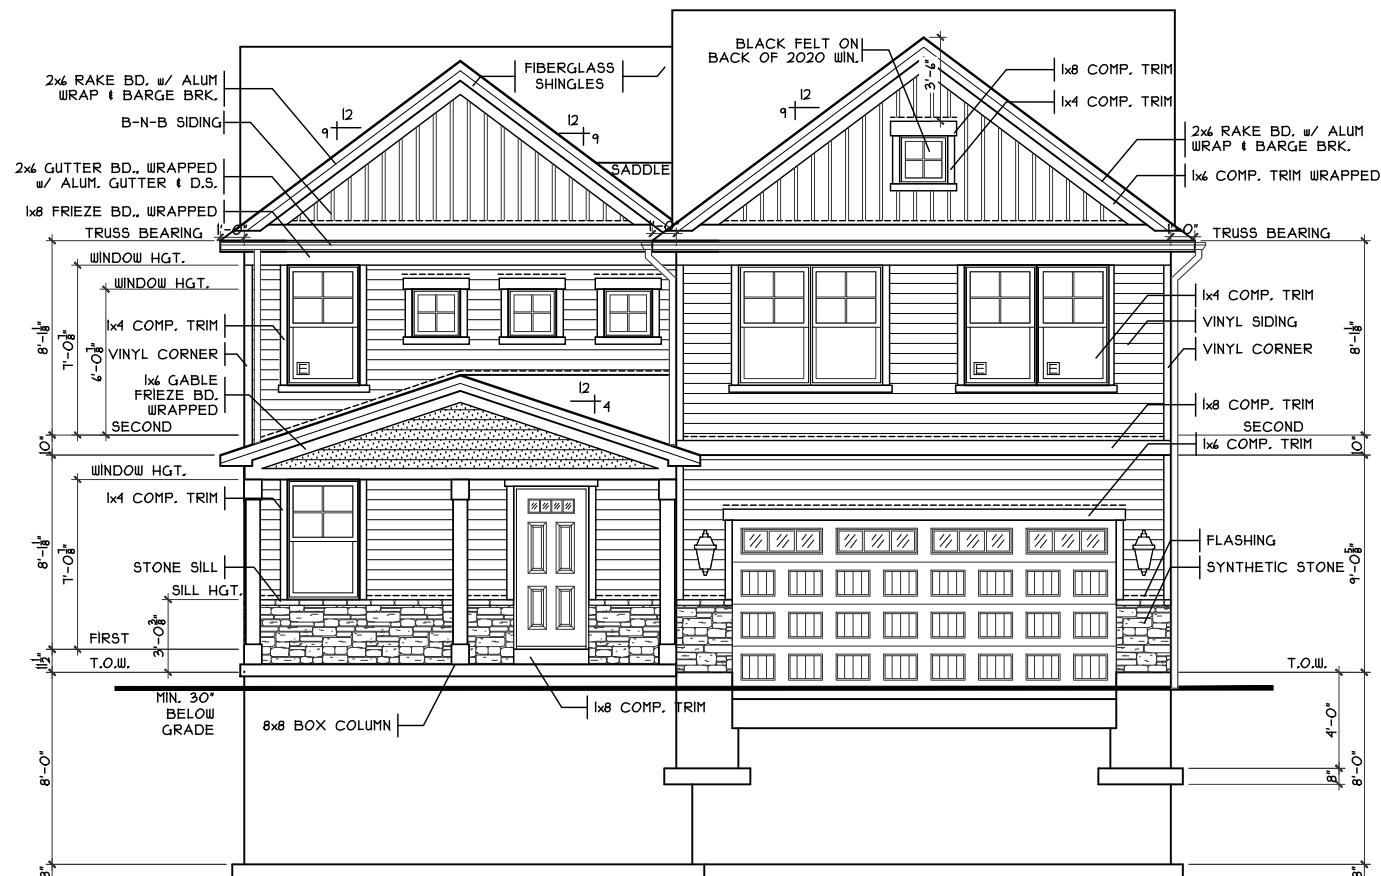 BLACK FELT ON
BACK OF 2020 WIN.
3'-6"
1x8 COMP. TRIM
1x4 COMP. TRIM
FIBERGLASS
SHINGLES
2x6 RAKE BD. w/ ALUM
WRAP & BARGE BRK.
B-N-B SIDING
12
9
12
9
12
9
2x6 RAKE BD. w/ ALUM
WRAP & BARGE BRK.
1x6 COMP. TRIM WRAPPED
SADDLE
2x6 GUTTER BD., WRAPPED
w/ ALUM. GUTTER & D.S.
1x8 FRIEZE BD., WRAPPED
TRUSS BEARING
1'-0"
1'-0"
1'-0"
TRUSS BEARING
WINDOW HGT.
WINDOW HGT.
8'-1 1/8"
7'-0 7/8"
6'-0 7/8"
1x4 COMP. TRIM
VINYL CORNER
1x6 GABLE
FRIEZE BD.
WRAPPED
SECOND
10"
E
E
E
12
4
1x4 COMP. TRIM
VINYL SIDING
VINYL CORNER
8'-1 1/8"
1x8 COMP. TRIM
SECOND
1x6 COMP. TRIM
10"
WINDOW HGT.
1x4 COMP. TRIM
8'-1 1/8"
7'-0 7/8"
STONE SILL
SILL HGT.
3'-0 3/8"
FIRST
T.O.W.
11 1/2"
FLASHING
SYNTHETIC STONE
9'-0 5/8"
T.O.W.
MIN. 30"
BELOW
GRADE
8x8 BOX COLUMN
1x8 COMP. TRIM
8'-0"
4'-0"
8"
8'-0"
8"
8"